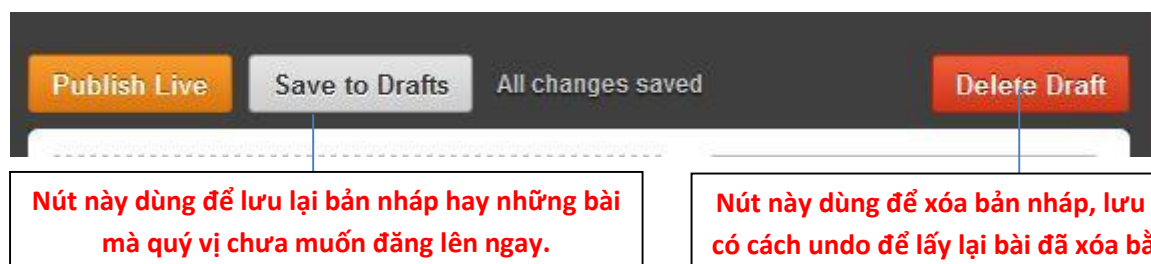 Publish Live Save to Drafts All changes saved Delete Draft
Nút này dùng để lưu lại bản nháp hay những bài
mà quý vị chưa muốn đăng lên ngay.
Nút này dùng để xóa bản nháp, lưu
có cách undo để lấy lại bài đã xóa